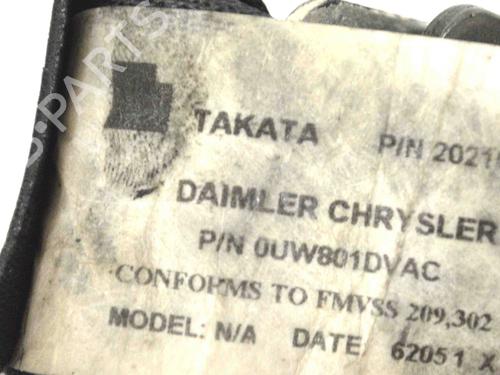 TAKATA P/N 2021
DAIMLER CHRYSLER
P/N 0UW801DVAC
CONFORMS TO FMVSS 209,302
MODEL: N/A DATE 62051 X